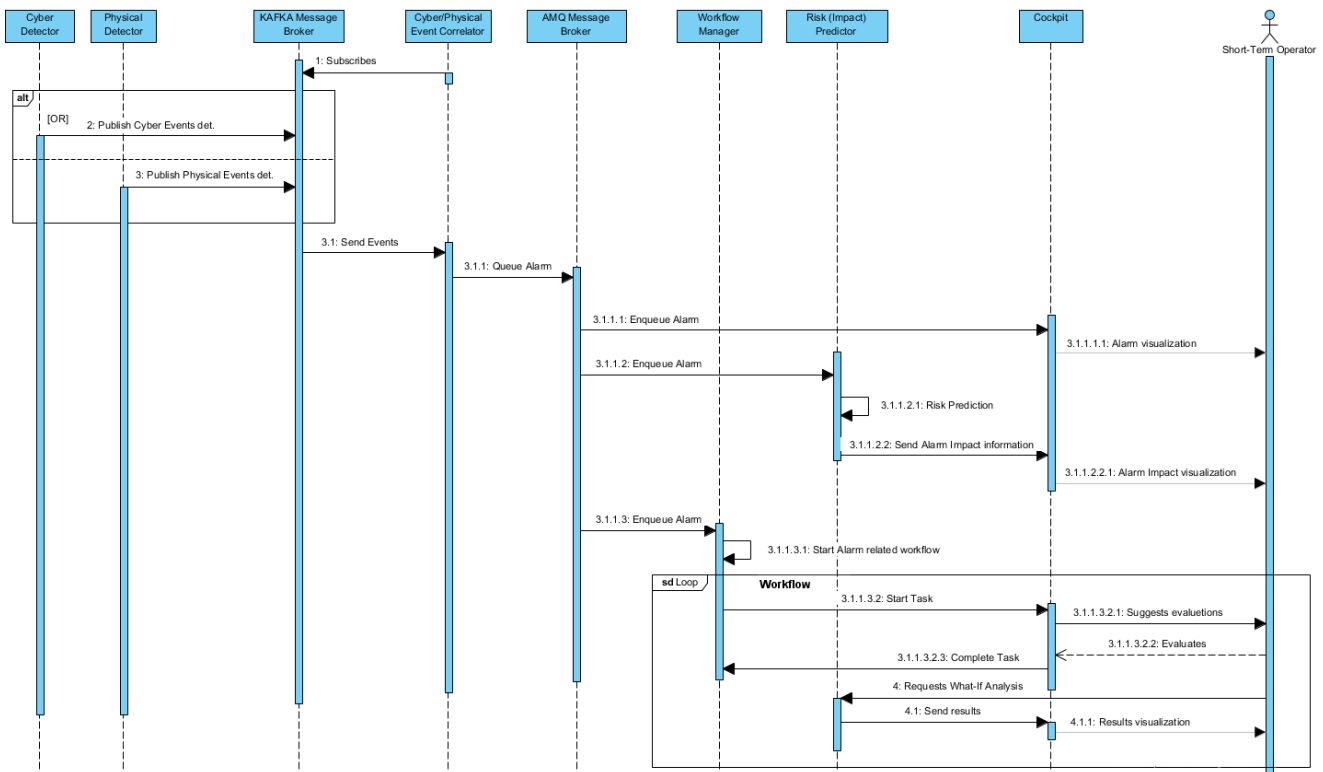 Cyber
Detector
Physical
Detector
KAFKA Message
Broker
Cyber/Physical
Event Correlator
AMQ Message
Broker
Workflow
Manager
Risk (Impact)
Predictor
Cockpit
Short-Term Operator
1: Subscribes
alt
[OR]
2: Publish Cyber Events det.
3: Publish Physical Events det.
3.1: Send Events
3.1.1: Queue Alarm
3.1.1.1: Enqueue Alarm
3.1.1.1.1: Alarm visualization
3.1.1.2: Enqueue Alarm
3.1.1.2.1: Risk Prediction
3.1.1.2.2: Send Alarm Impact information
3.1.1.2.2.1: Alarm Impact visualization
3.1.1.3: Enqueue Alarm
3.1.1.3.1: Start Alarm related workflow
sd Loop
Workflow
3.1.1.3.2: Start Task
3.1.1.3.2.1: Suggests evaluetions
3.1.1.3.2.2: Evaluates
3.1.1.3.2.3: Complete Task
4: Requests What-If Analysis
4.1: Send results
4.1.1: Results visualization